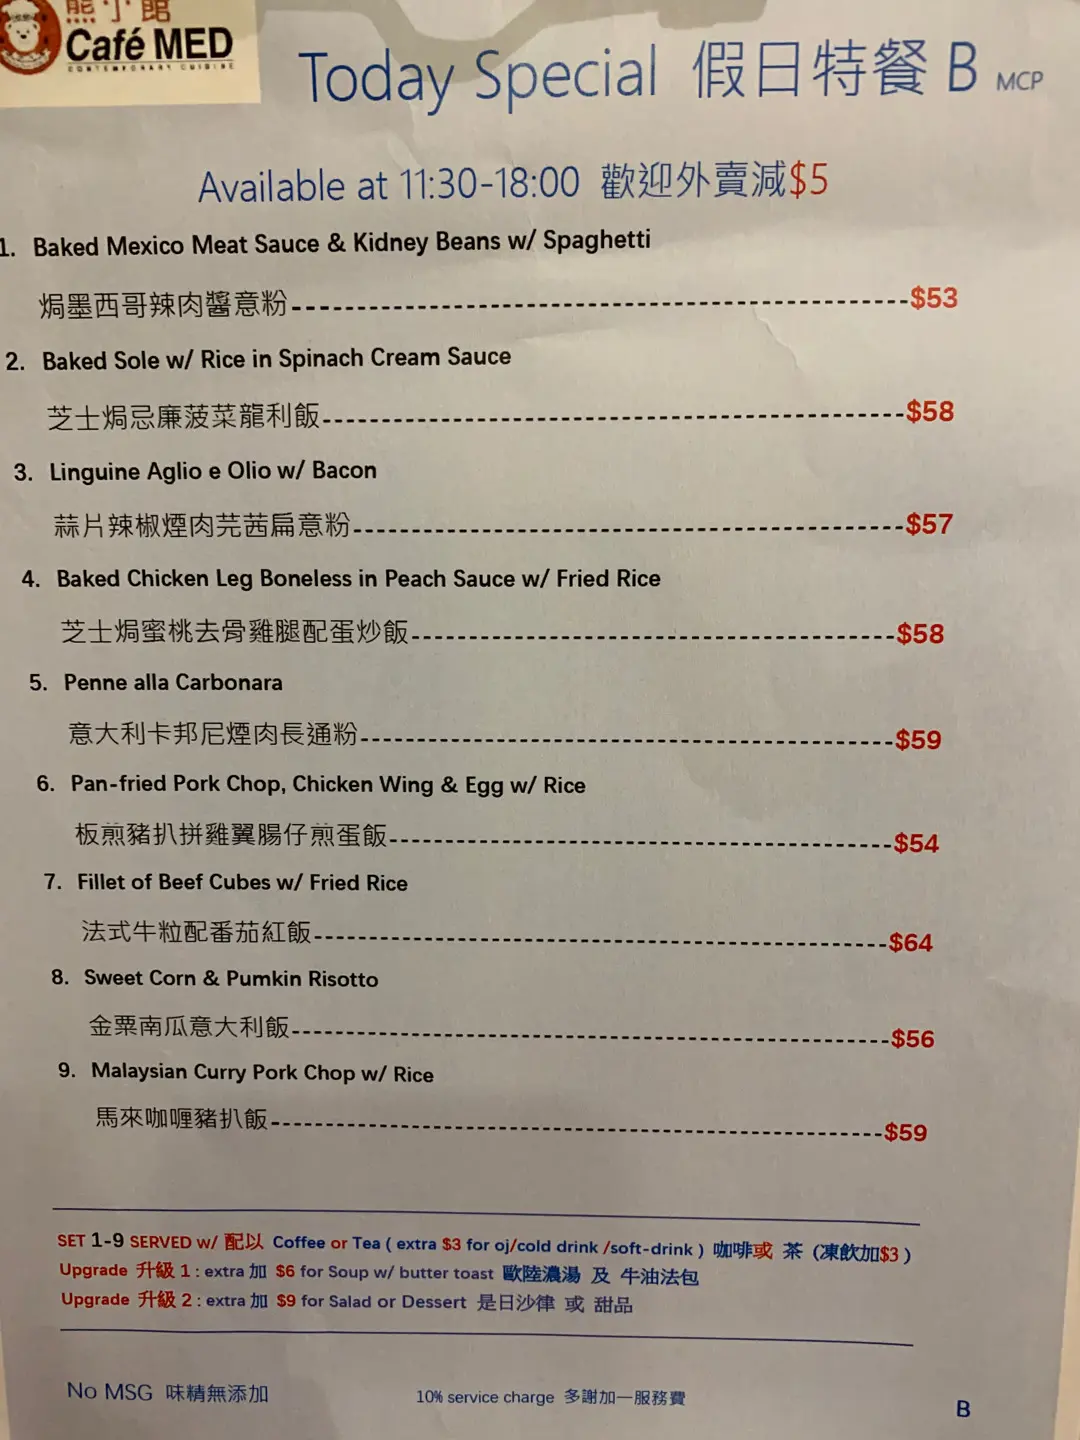 熊小館
Café MED
CONTEMPORARY CUISINE
Today Special 假日特餐 B MCP
Available at 11:30-18:00 歡迎外賣減$5
1. Baked Mexico Meat Sauce & Kidney Beans w/ Spaghetti
焗墨西哥辣肉醬意粉----------$53
2. Baked Sole w/ Rice in Spinach Cream Sauce
芝士焗忌廉菠菜龍利飯----------$58
3. Linguine Aglio e Olio w/ Bacon
蒜片辣椒煙肉芫茜扁意粉----------$57
4. Baked Chicken Leg Boneless in Peach Sauce w/ Fried Rice
芝士焗蜜桃去骨雞腿配蛋炒飯----------$58
5. Penne alla Carbonara
意大利卡邦尼煙肉長通粉----------$59
6. Pan-fried Pork Chop, Chicken Wing & Egg w/ Rice
板煎豬扒拼雞翼腸仔煎蛋飯----------$54
7. Fillet of Beef Cubes w/ Fried Rice
法式牛粒配番茄紅飯----------$64
8. Sweet Corn & Pumkin Risotto
金粟南瓜意大利飯----------$56
9. Malaysian Curry Pork Chop w/ Rice
馬來咖喱豬扒飯----------$59
SET 1-9 SERVED w/ 配以 Coffee or Tea ( extra $3 for oj/cold drink /soft-drink ) 咖啡或 茶 (凍飲加$3 )
Upgrade 升級 1 : extra 加 $6 for Soup w/ butter toast 歐陸濃湯 及 牛油法包
Upgrade 升級 2 : extra 加 $9 for Salad or Dessert 是日沙律 或 甜品
No MSG 味精無添加
10% service charge 多謝加一服務費
B